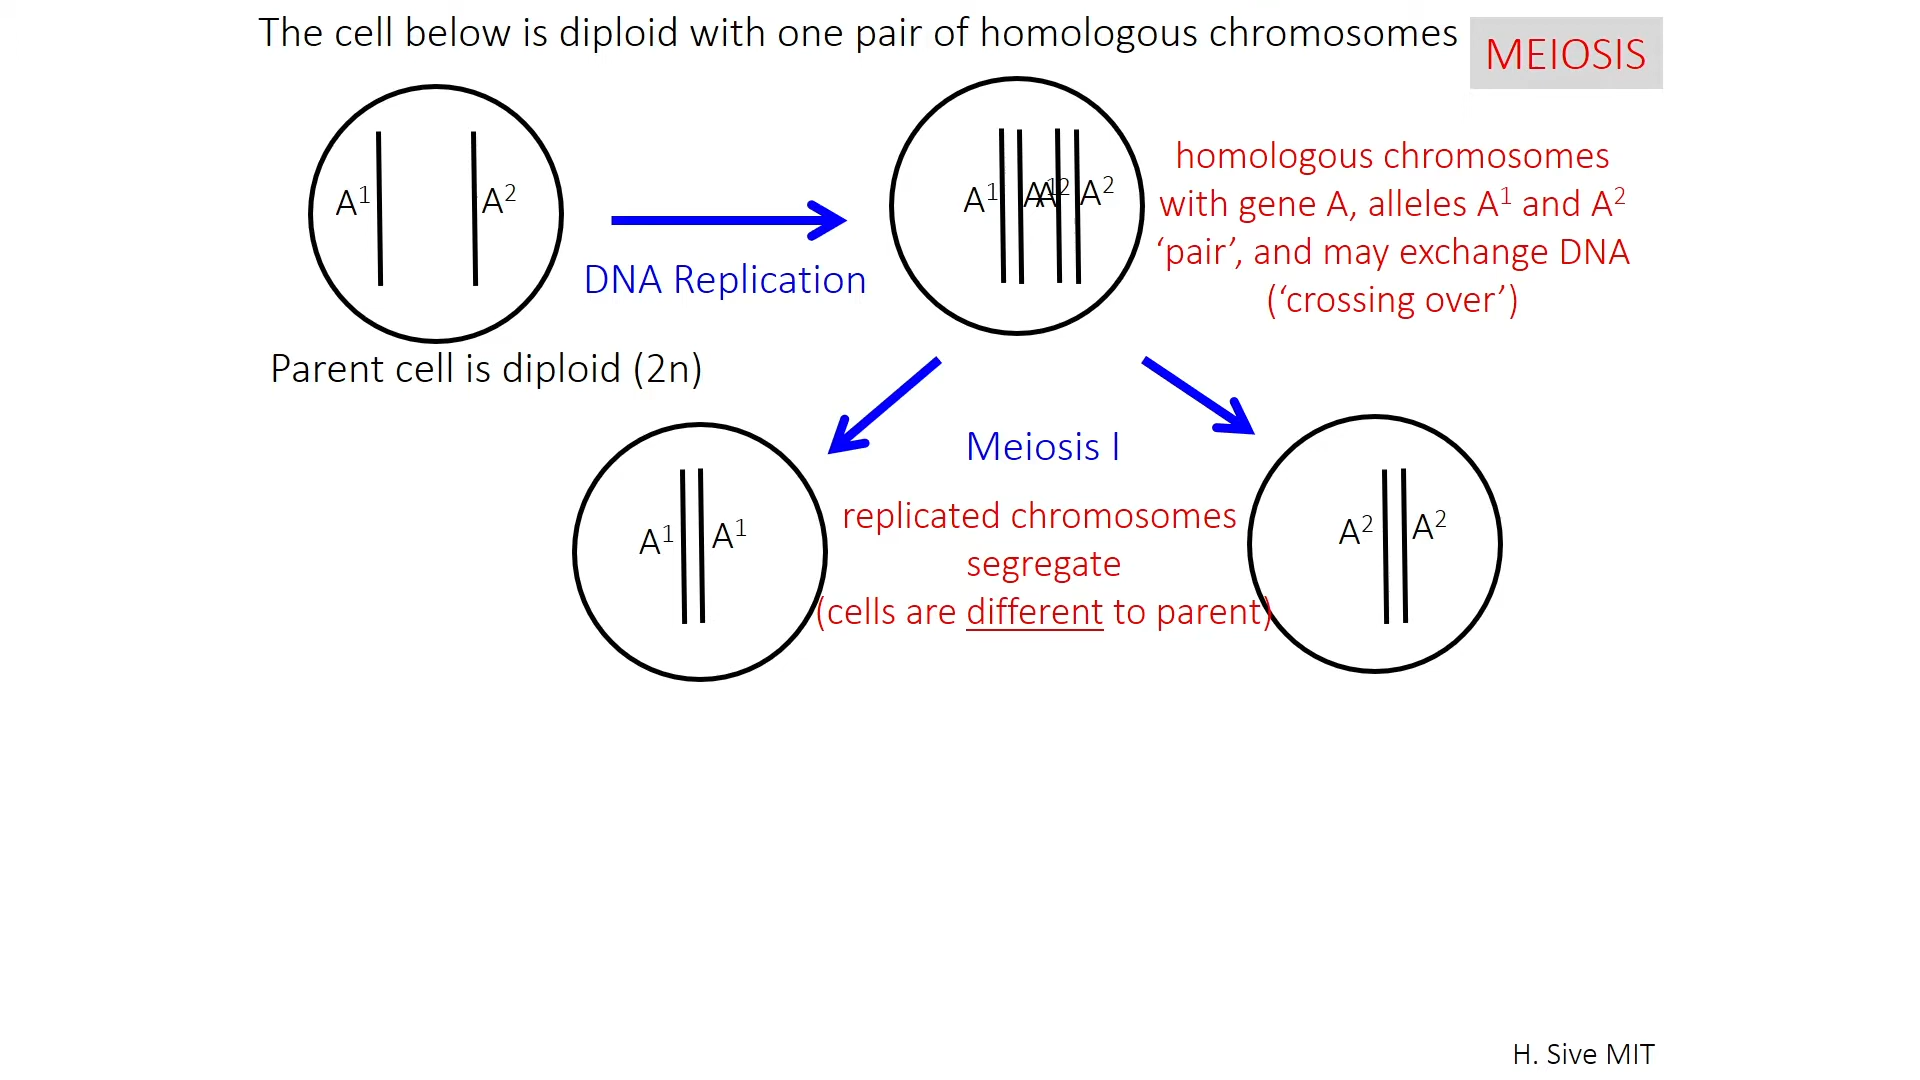 The cell below is diploid with one pair of homologous chromosomes
MEIOSIS
A¹
A²
A¹
A¹
A²
A²
homologous chromosomes
with gene A, alleles A¹ and A²
‘pair’, and may exchange DNA
(‘crossing over’)
DNA Replication
Parent cell is diploid (2n)
Meiosis I
A¹
A¹
replicated chromosomes
segregate
(cells are different to parent)
A²
A²
H. Sive MIT